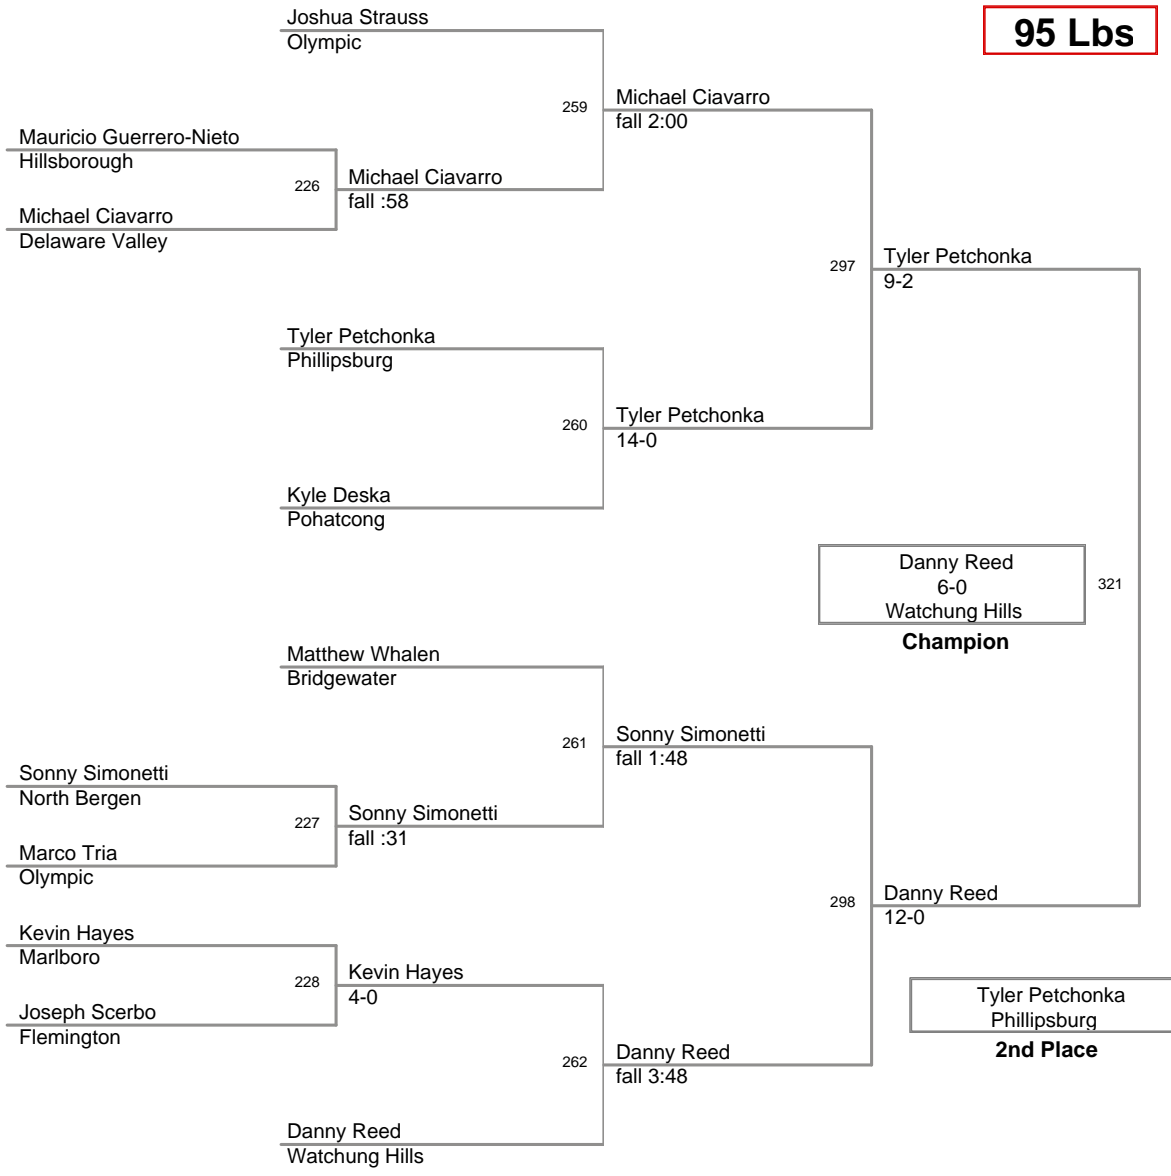 Joshua Strauss
Olympic
95 Lbs
259
Michael Ciavarro
fall 2:00
Mauricio Guerrero-Nieto
Hillsborough
226
Michael Ciavarro
fall :58
Michael Ciavarro
Delaware Valley
297
Tyler Petchonka
9-2
Tyler Petchonka
Phillipsburg
260
Tyler Petchonka
14-0
Kyle Deska
Pohatcong
Danny Reed
6-0
Watchung Hills
321
Champion
Matthew Whalen
Bridgewater
261
Sonny Simonetti
fall 1:48
Sonny Simonetti
North Bergen
227
Sonny Simonetti
fall :31
Marco Tria
Olympic
298
Danny Reed
12-0
Kevin Hayes
Marlboro
228
Kevin Hayes
4-0
Joseph Scerbo
Flemington
Tyler Petchonka
Phillipsburg
2nd Place
262
Danny Reed
fall 3:48
Danny Reed
Watchung Hills